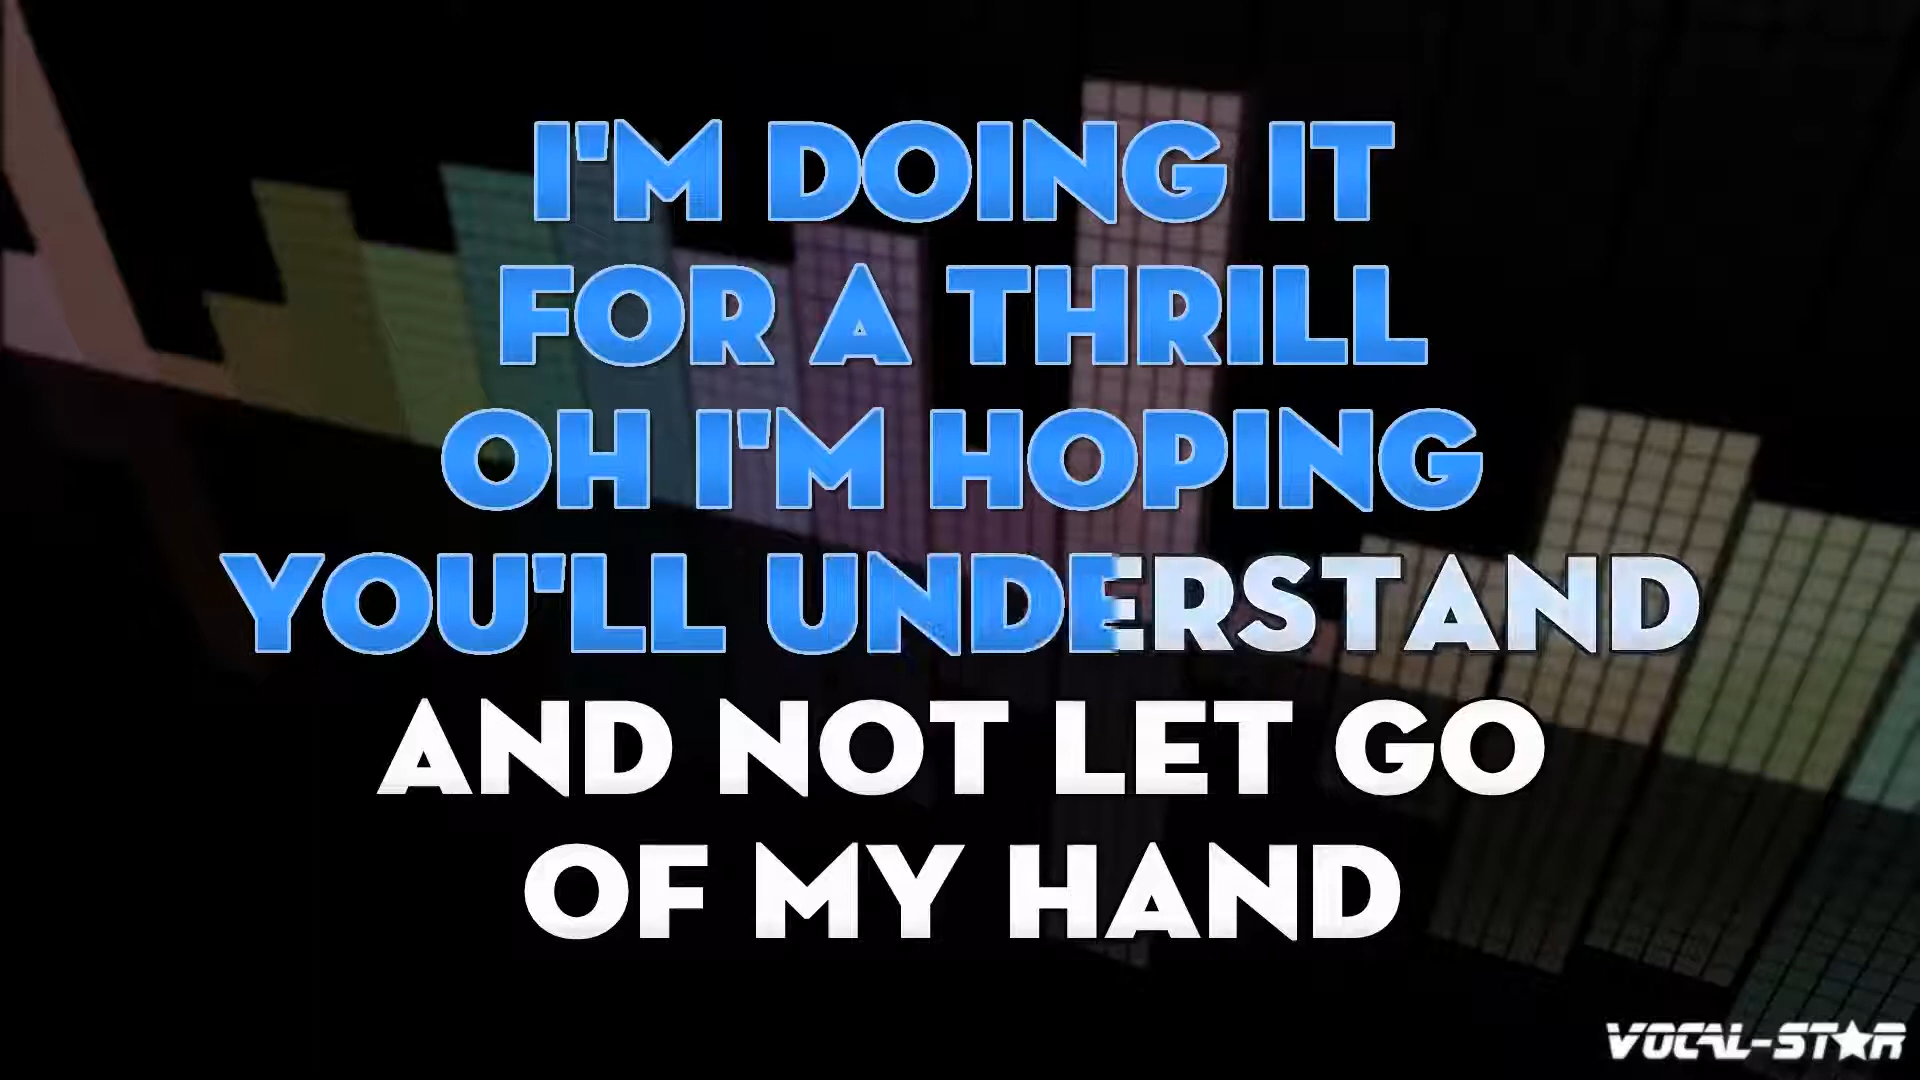 I'M DOING IT
FOR A THRILL
OH I'M HOPING
YOU'LL UNDERSTAND
AND NOT LET GO
OF MY HAND
VOCAL-STAR